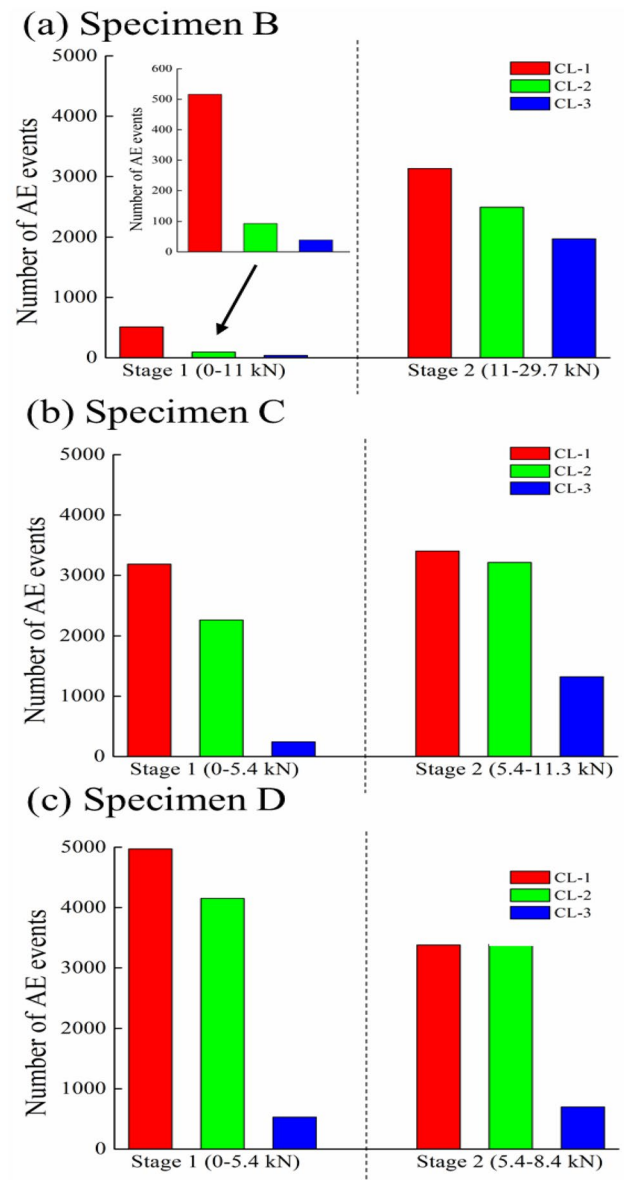 (a) Specimen B
5000
4000
3000
2000
1000
0
Number of AE events
600
500
400
300
200
100
0
Number of AE events
CL-1
CL-2
CL-3
Stage 1 (0-11 kN)
Stage 2 (11-29.7 kN)
(b) Specimen C
5000
4000
3000
2000
1000
0
Number of AE events
CL-1
CL-2
CL-3
Stage 1 (0-5.4 kN)
Stage 2 (5.4-11.3 kN)
(c) Specimen D
5000
4000
3000
2000
1000
0
Number of AE events
CL-1
CL-2
CL-3
Stage 1 (0-5.4 kN)
Stage 2 (5.4-8.4 kN)